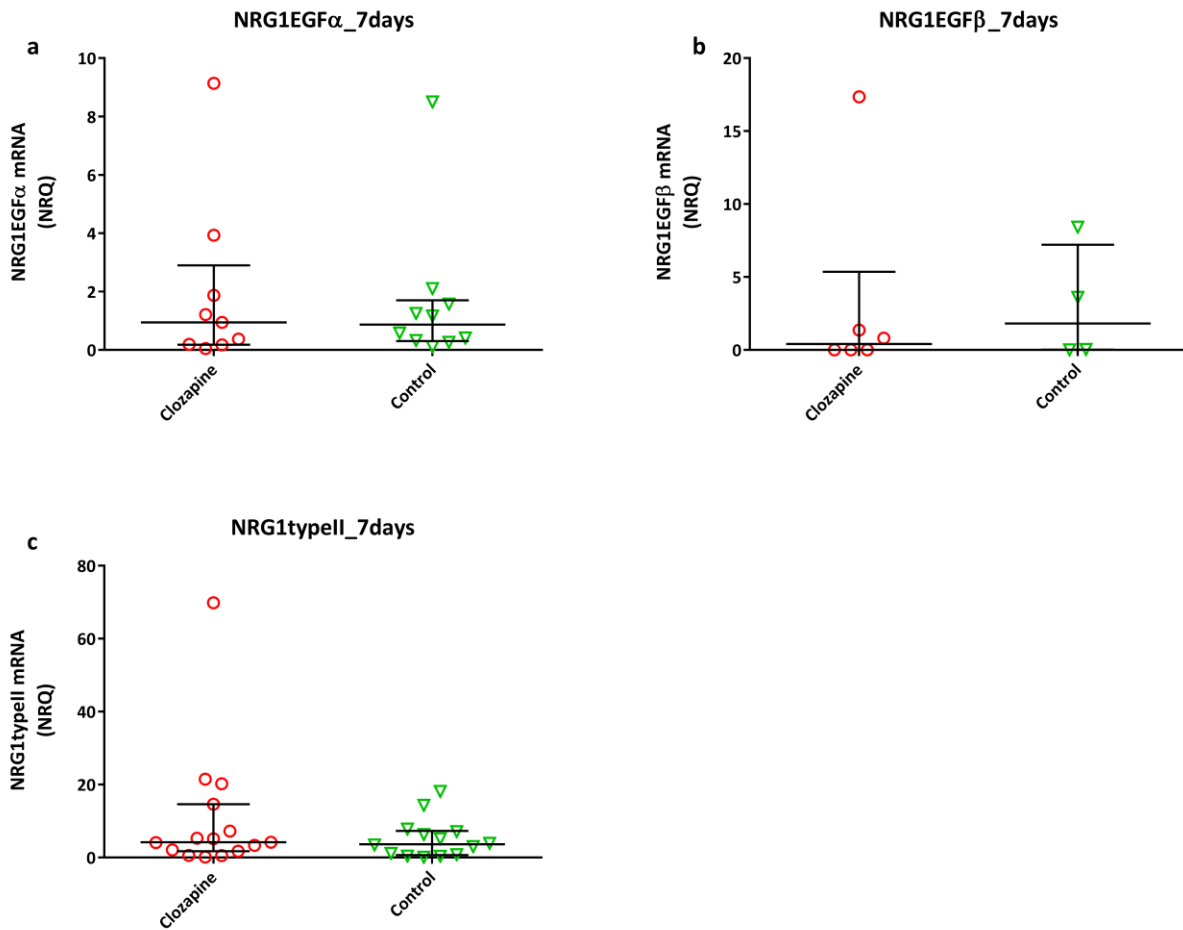 NRG1EGFα_7days
a
NRG1EGFα mRNA
(NRQ)
10
8
6
4
2
0
Clozapine
Control
NRG1EGFβ_7days
b
NRG1EGFβ mRNA
(NRQ)
20
15
10
5
0
Clozapine
Control
NRG1typeII_7days
c
NRG1typeII mRNA
(NRQ)
80
60
40
20
0
Clozapine
Control